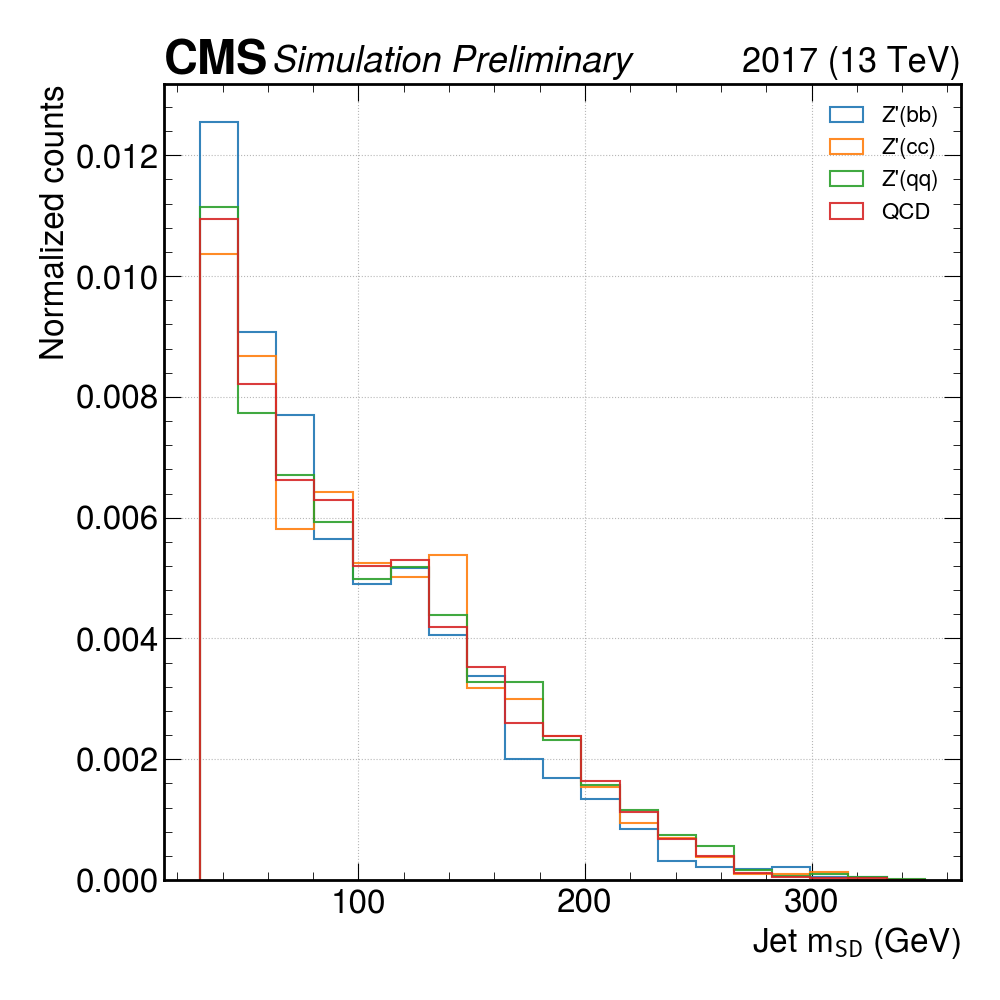 CMS Simulation Preliminary 2017 (13 TeV)
Normalized counts
Z'(bb)
Z'(cc)
Z'(qq)
QCD
0.012
0.010
0.008
0.006
0.004
0.002
0.000
100 200 300
Jet mSD (GeV)